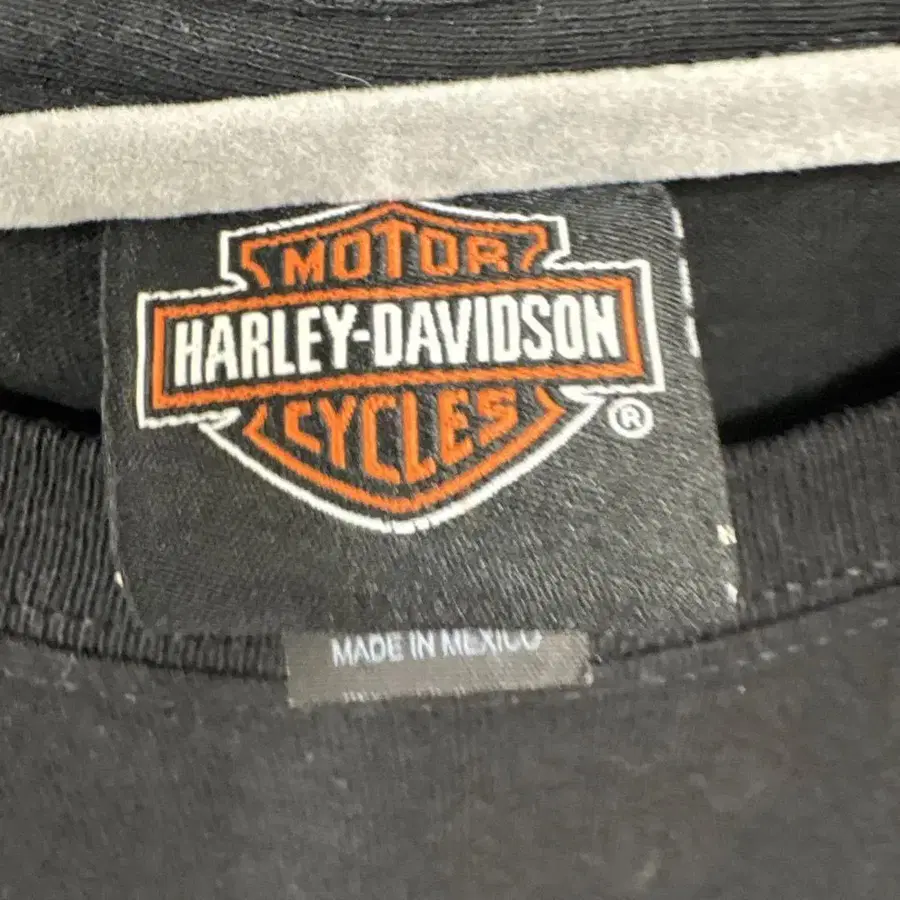 MOTOR
HARLEY-DAVIDSON
CYCLES
®
MADE IN MEXICO